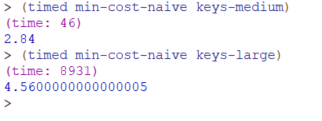 > (timed min-cost-naive keys-medium)
(time: 46)
2.84
> (timed min-cost-naive keys-large)
(time: 8931)
4.5600000000000005
>